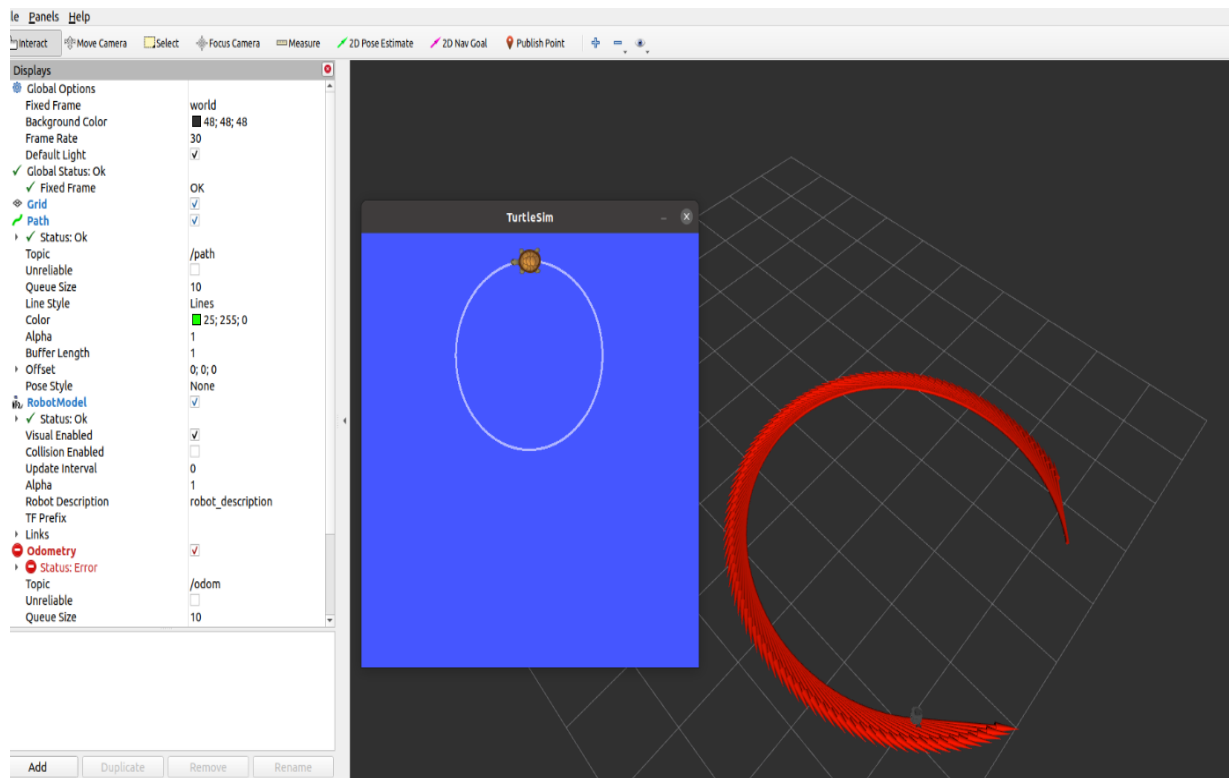 le Panels Help
Interact Move Camera Select Focus Camera Measure 2D Pose Estimate 2D Nav Goal Publish Point
Displays
Global Options
Fixed Frame world
Background Color 48; 48; 48
Frame Rate 30
Default Light
Global Status: Ok
Fixed Frame OK
Grid
Path
Status: Ok
Topic /path
Unreliable
Queue Size 10
Line Style Lines
Color 25; 255; 0
Alpha 1
Buffer Length 1
Offset 0; 0; 0
Pose Style None
RobotModel
Status: Ok
Visual Enabled
Collision Enabled
Update Interval 0
Alpha 1
Robot Description robot_description
TF Prefix
Links
Odometry
Status: Error
Topic /odom
Unreliable
Queue Size 10
Add Duplicate Remove Rename
TurtleSim